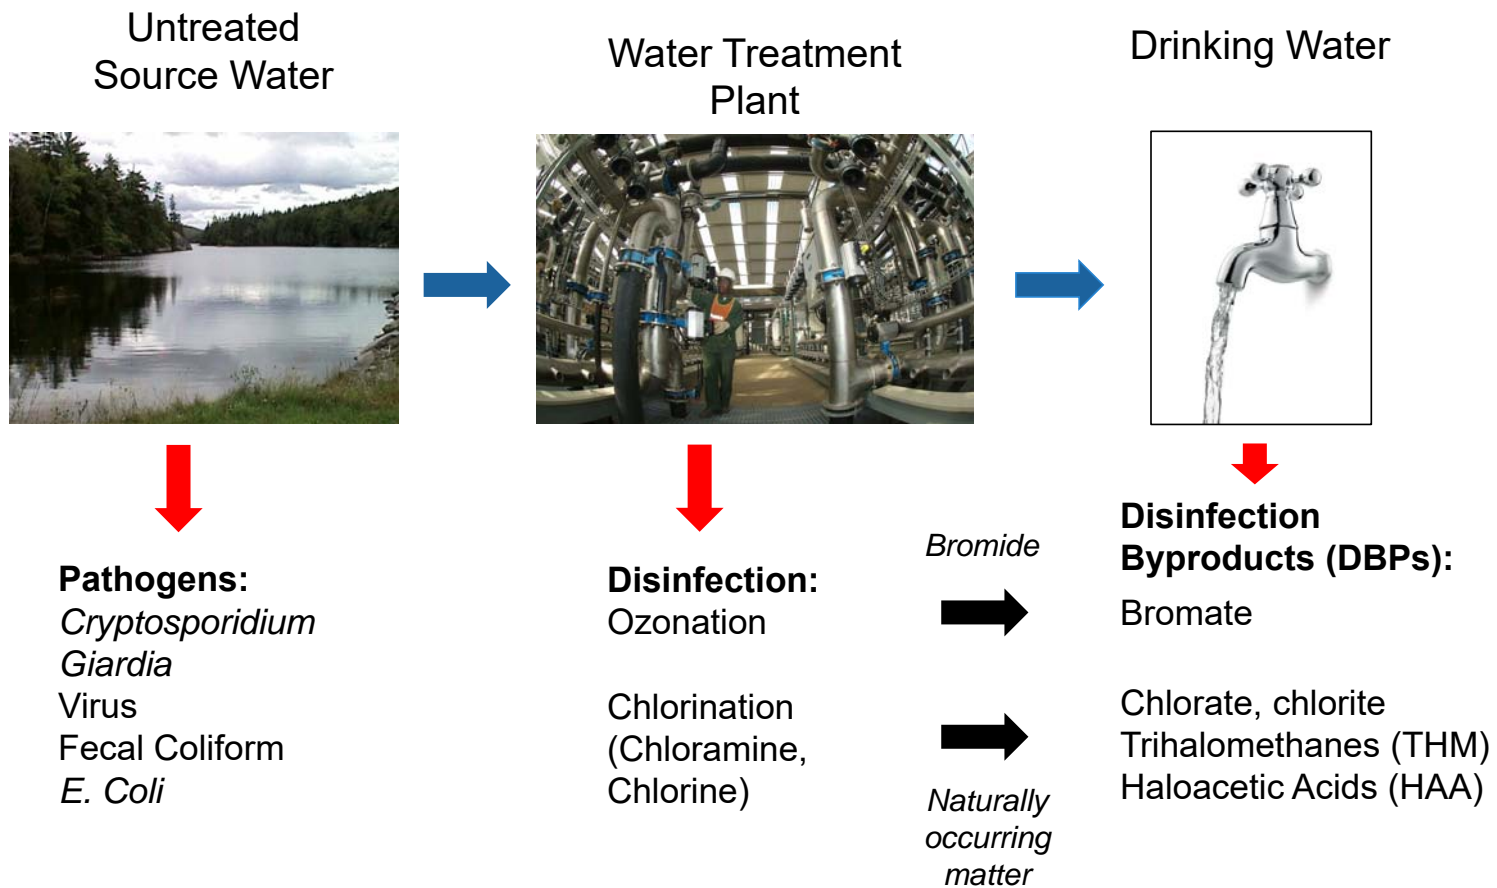 Untreated
Source Water
Water Treatment
Plant
Drinking Water
Pathogens:
Cryptosporidium
Giardia
Virus
Fecal Coliform
E. Coli
Disinfection:
Ozonation
Chlorination
(Chloramine,
Chlorine)
Bromide
Naturally
occurring
matter
Disinfection
Byproducts (DBPs):
Bromate
Chlorate, chlorite
Trihalomethanes (THM)
Haloacetic Acids (HAA)